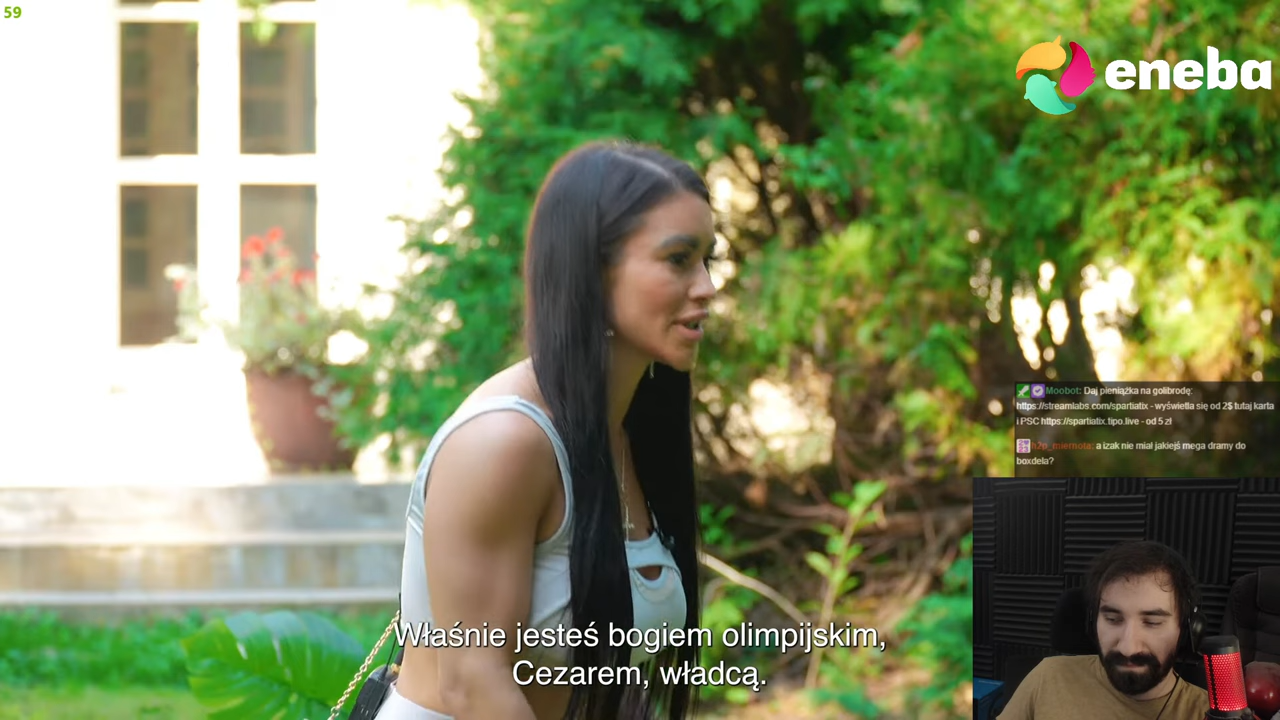 59
eneba
Moobot: Daj pieniążka na golibrodę:
https://streamlabs.com/spartiatix - wyświetla się od 2$ tutaj karta
i PSC https://spartiatix.tipo.live - od 5 zł
a izak nie miał jakiejś mega dramy do
boxdela?
Właśnie jesteś bogiem olimpijskim,
Cezarem, władcą.